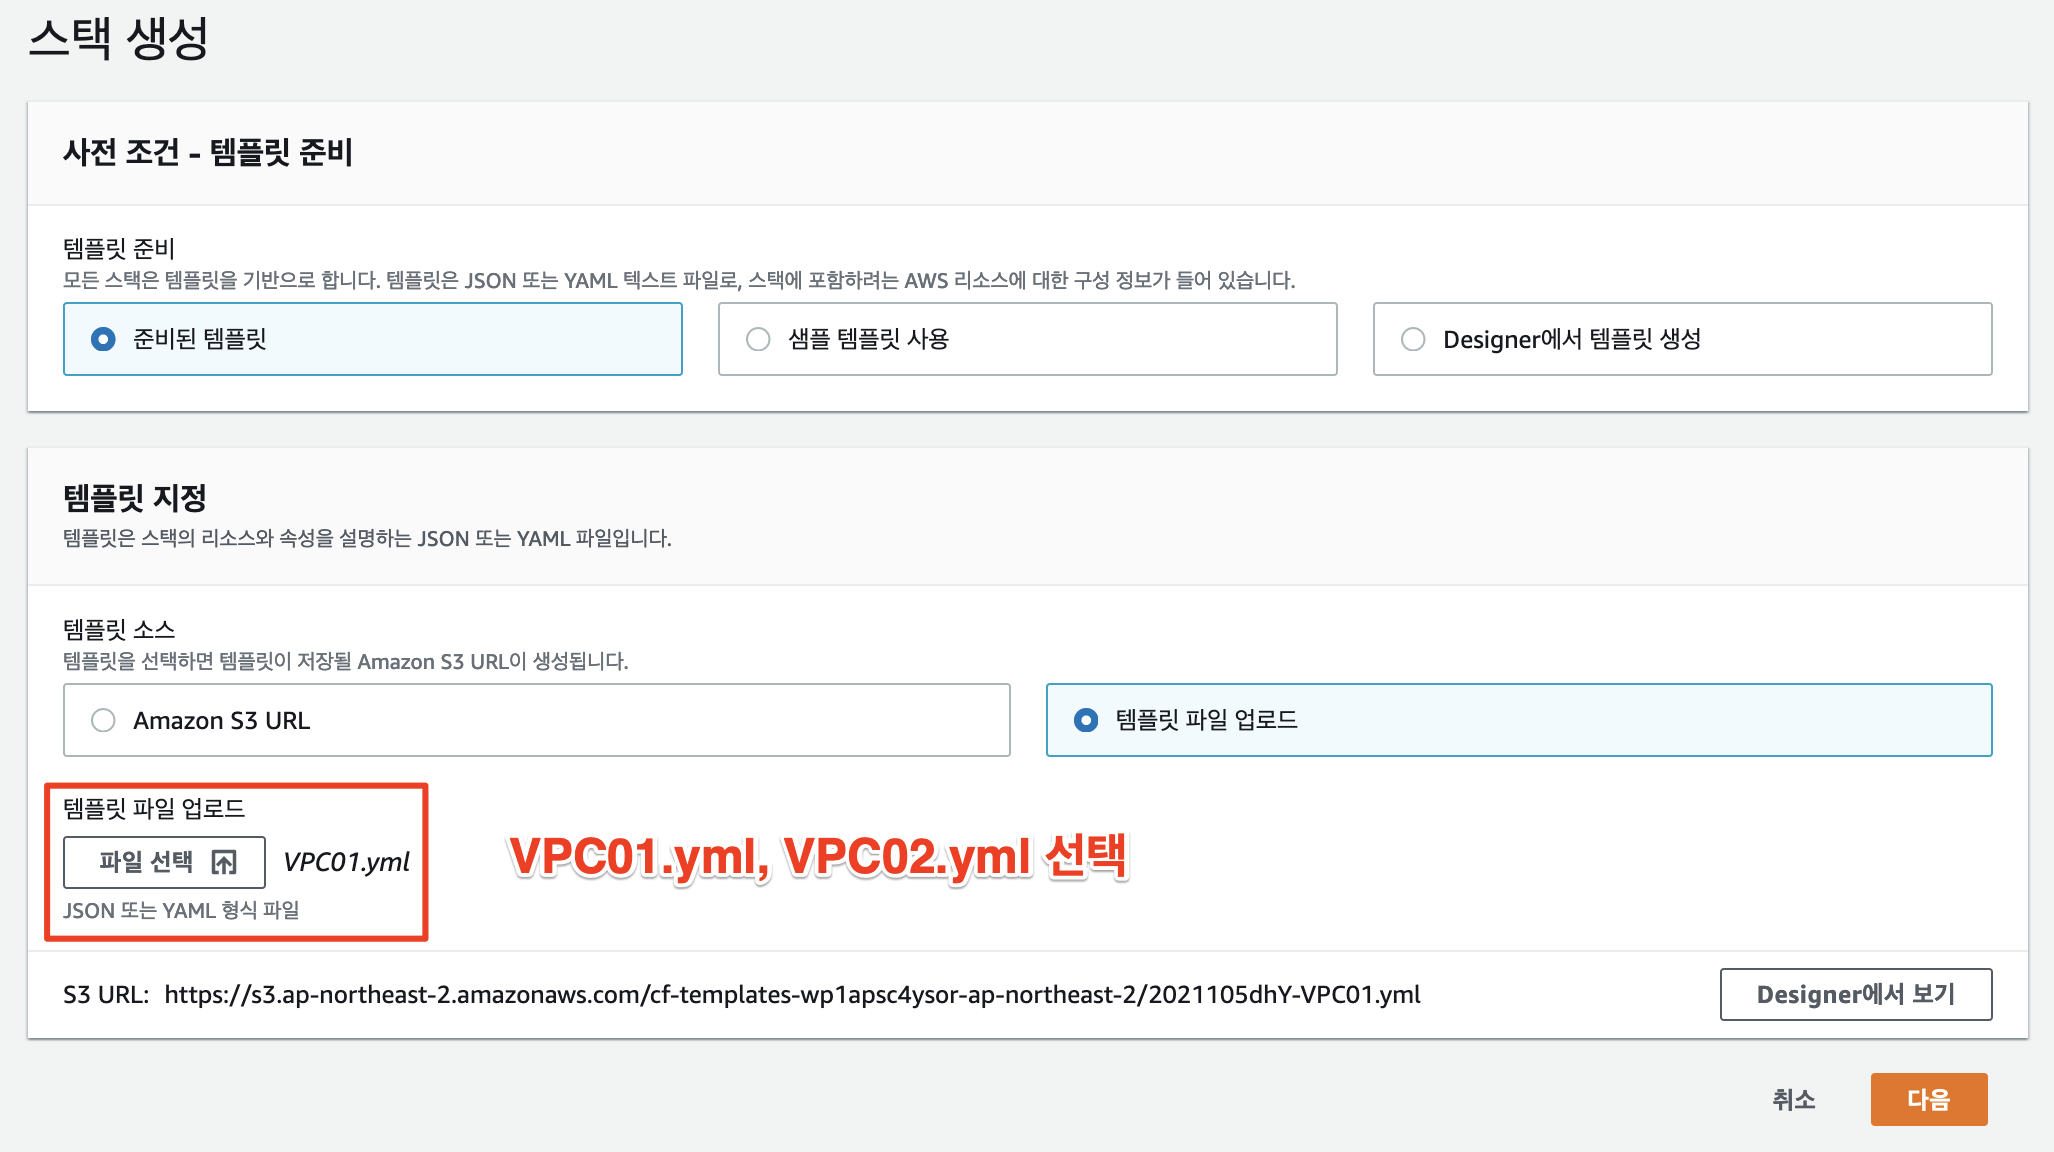 스택 생성
사전 조건 - 템플릿 준비
템플릿 준비
모든 스택은 템플릿을 기반으로 합니다. 템플릿은 JSON 또는 YAML 텍스트 파일로, 스택에 포함하려는 AWS 리소스에 대한 구성 정보가 들어 있습니다.
준비된 템플릿
샘플 템플릿 사용
Designer에서 템플릿 생성
템플릿 지정
템플릿은 스택의 리소스와 속성을 설명하는 JSON 또는 YAML 파일입니다.
템플릿 소스
템플릿을 선택하면 템플릿이 저장될 Amazon S3 URL이 생성됩니다.
Amazon S3 URL
템플릿 파일 업로드
템플릿 파일 업로드
파일 선택 VPC01.yml
VPC01.yml, VPC02.yml 선택
JSON 또는 YAML 형식 파일
S3 URL: https://s3.ap-northeast-2.amazonaws.com/cf-templates-wp1apsc4ysor-ap-northeast-2/2021105dhY-VPC01.yml
Designer에서 보기
취소
다음